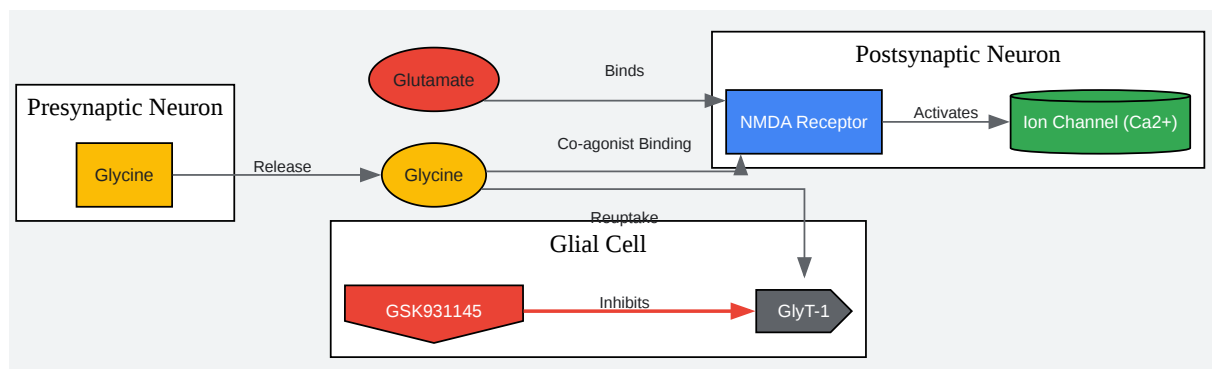 Postsynaptic Neuron
Glutamate
Binds
Presynaptic Neuron
NMDA Receptor
Activates
Ion Channel (Ca2+)
Co-agonist Binding
Glycine
Release
Glycine
Reuptake
Glial Cell
GSK931145
Inhibits
GlyT-1